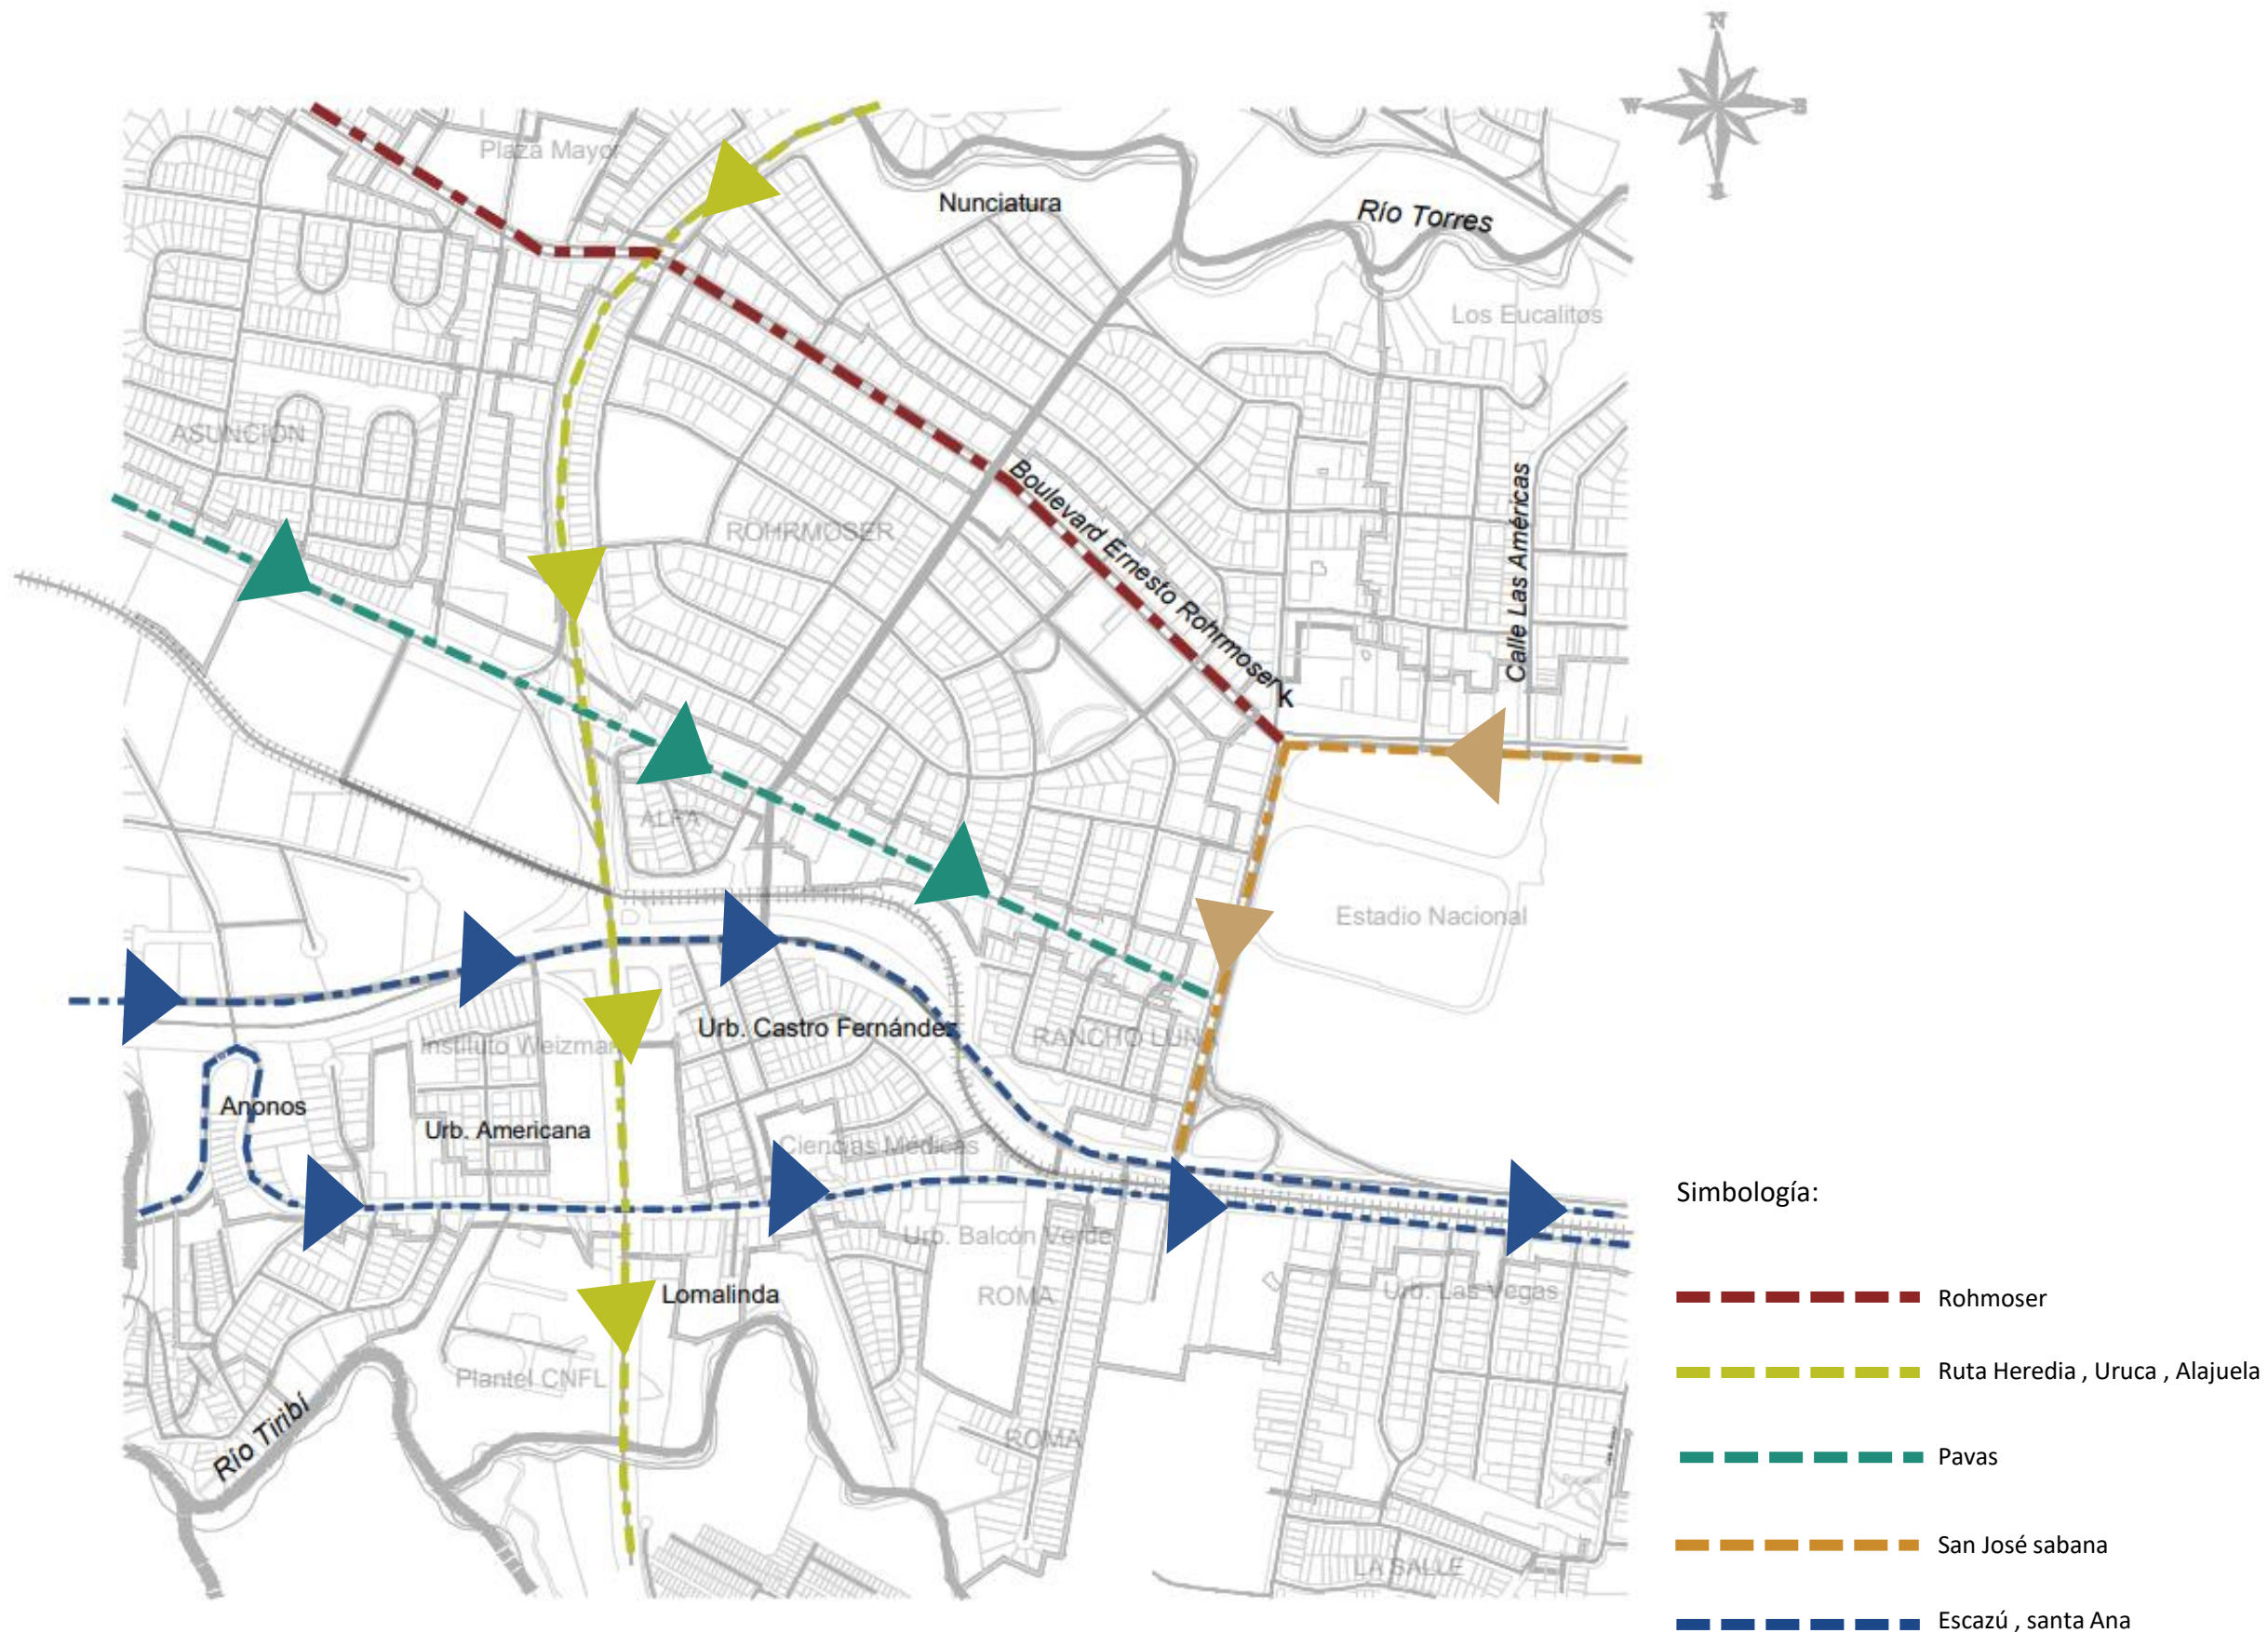 N
W
E
Plaza Mayor
Nunciatura
Río Torres
Los Eucalitos
ASUNCIÓN
ROHRMOSER
Boulevard Ernesto Rohrmoser
k
Calle Las Américas
ALFA
Estadio Nacional
Urb. Castro Fernández
Instituto Weizman
RANCHO LUNA
Anonos
Urb. Americana
Ciencias Médicas
Simbología:
Urb. Balcón Verde
Lomalinda
ROMA
Urb. Las Vegas
Rohmoser
Plantel CNFL
Ruta Heredia , Uruca , Alajuela
Río Tiribí
ROMA
Pavas
San José sabana
LA SALLE
Escazú , santa Ana